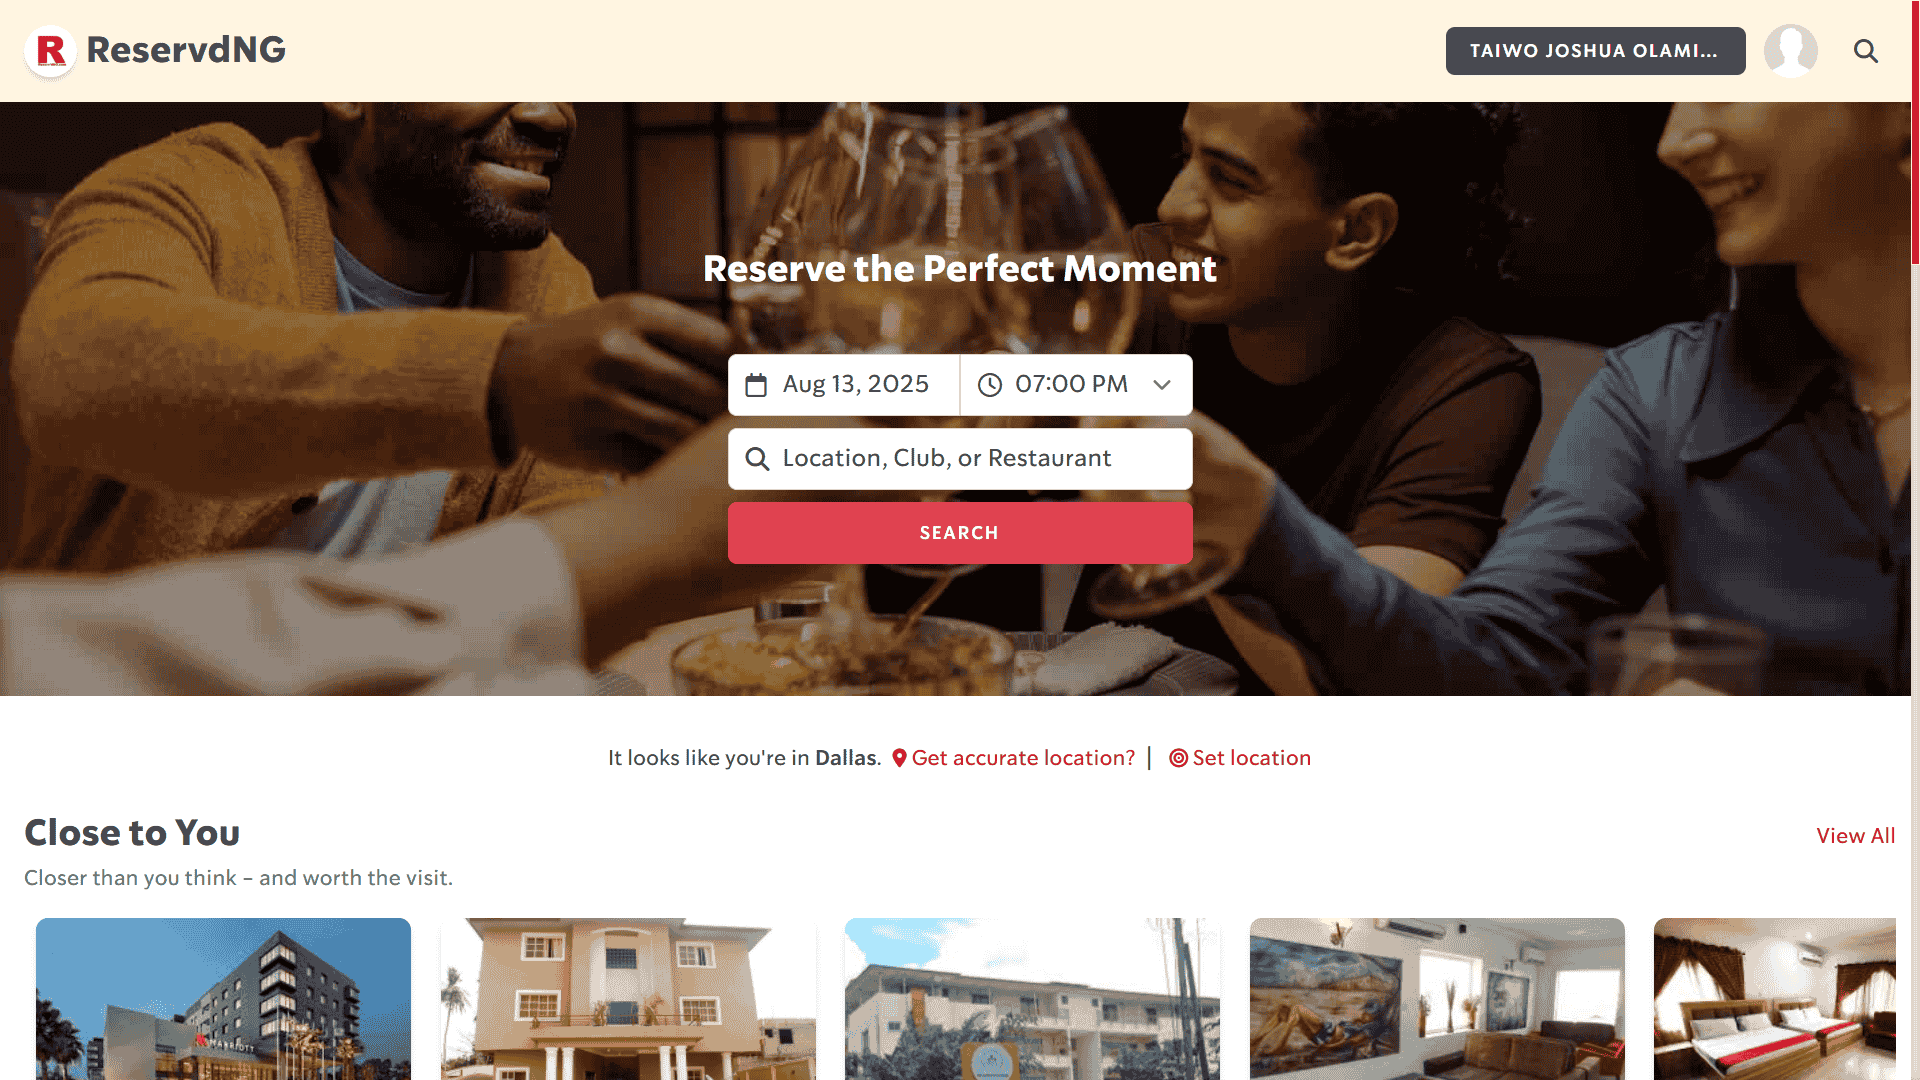 R ReservdNG
TAIWO JOSHUA OLAMI...
Reserve the Perfect Moment
Aug 13, 2025
07:00 PM
Location, Club, or Restaurant
SEARCH
It looks like you're in Dallas. Get accurate location? | Set location
Close to You
View All
Closer than you think – and worth the visit.
MARRIOTT